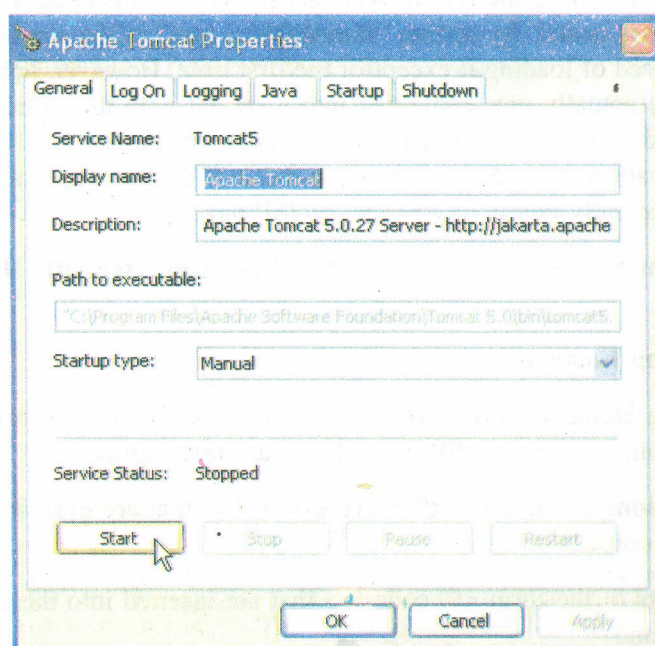 Apache Tomcat Properties
General Log On Logging Java Startup Shutdown
Service Name: Tomcat5
Display name: Apache Tomcat
Description: Apache Tomcat 5.0.27 Server - http://jakarta.apache
Path to executable:
"C:\Program Files\Apache Software Foundation\Tomcat 5.0\bin\tomcat5.
Startup type: Manual
Service Status: Stopped
Start Stop Pause Restart
OK Cancel Apply